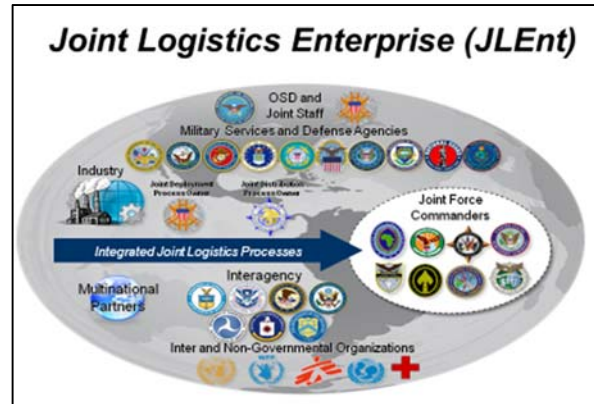 Joint Logistics Enterprise (JLEnt)
OSD and
Joint Staff
Military Services and Defense Agencies
Industry
Joint Deployment
Process Owner
Joint Distribution
Process Owner
Joint Force
Commanders
Integrated Joint Logistics Processes
Interagency
Multinational
Partners
Inter and Non-Governmental Organizations
WFP